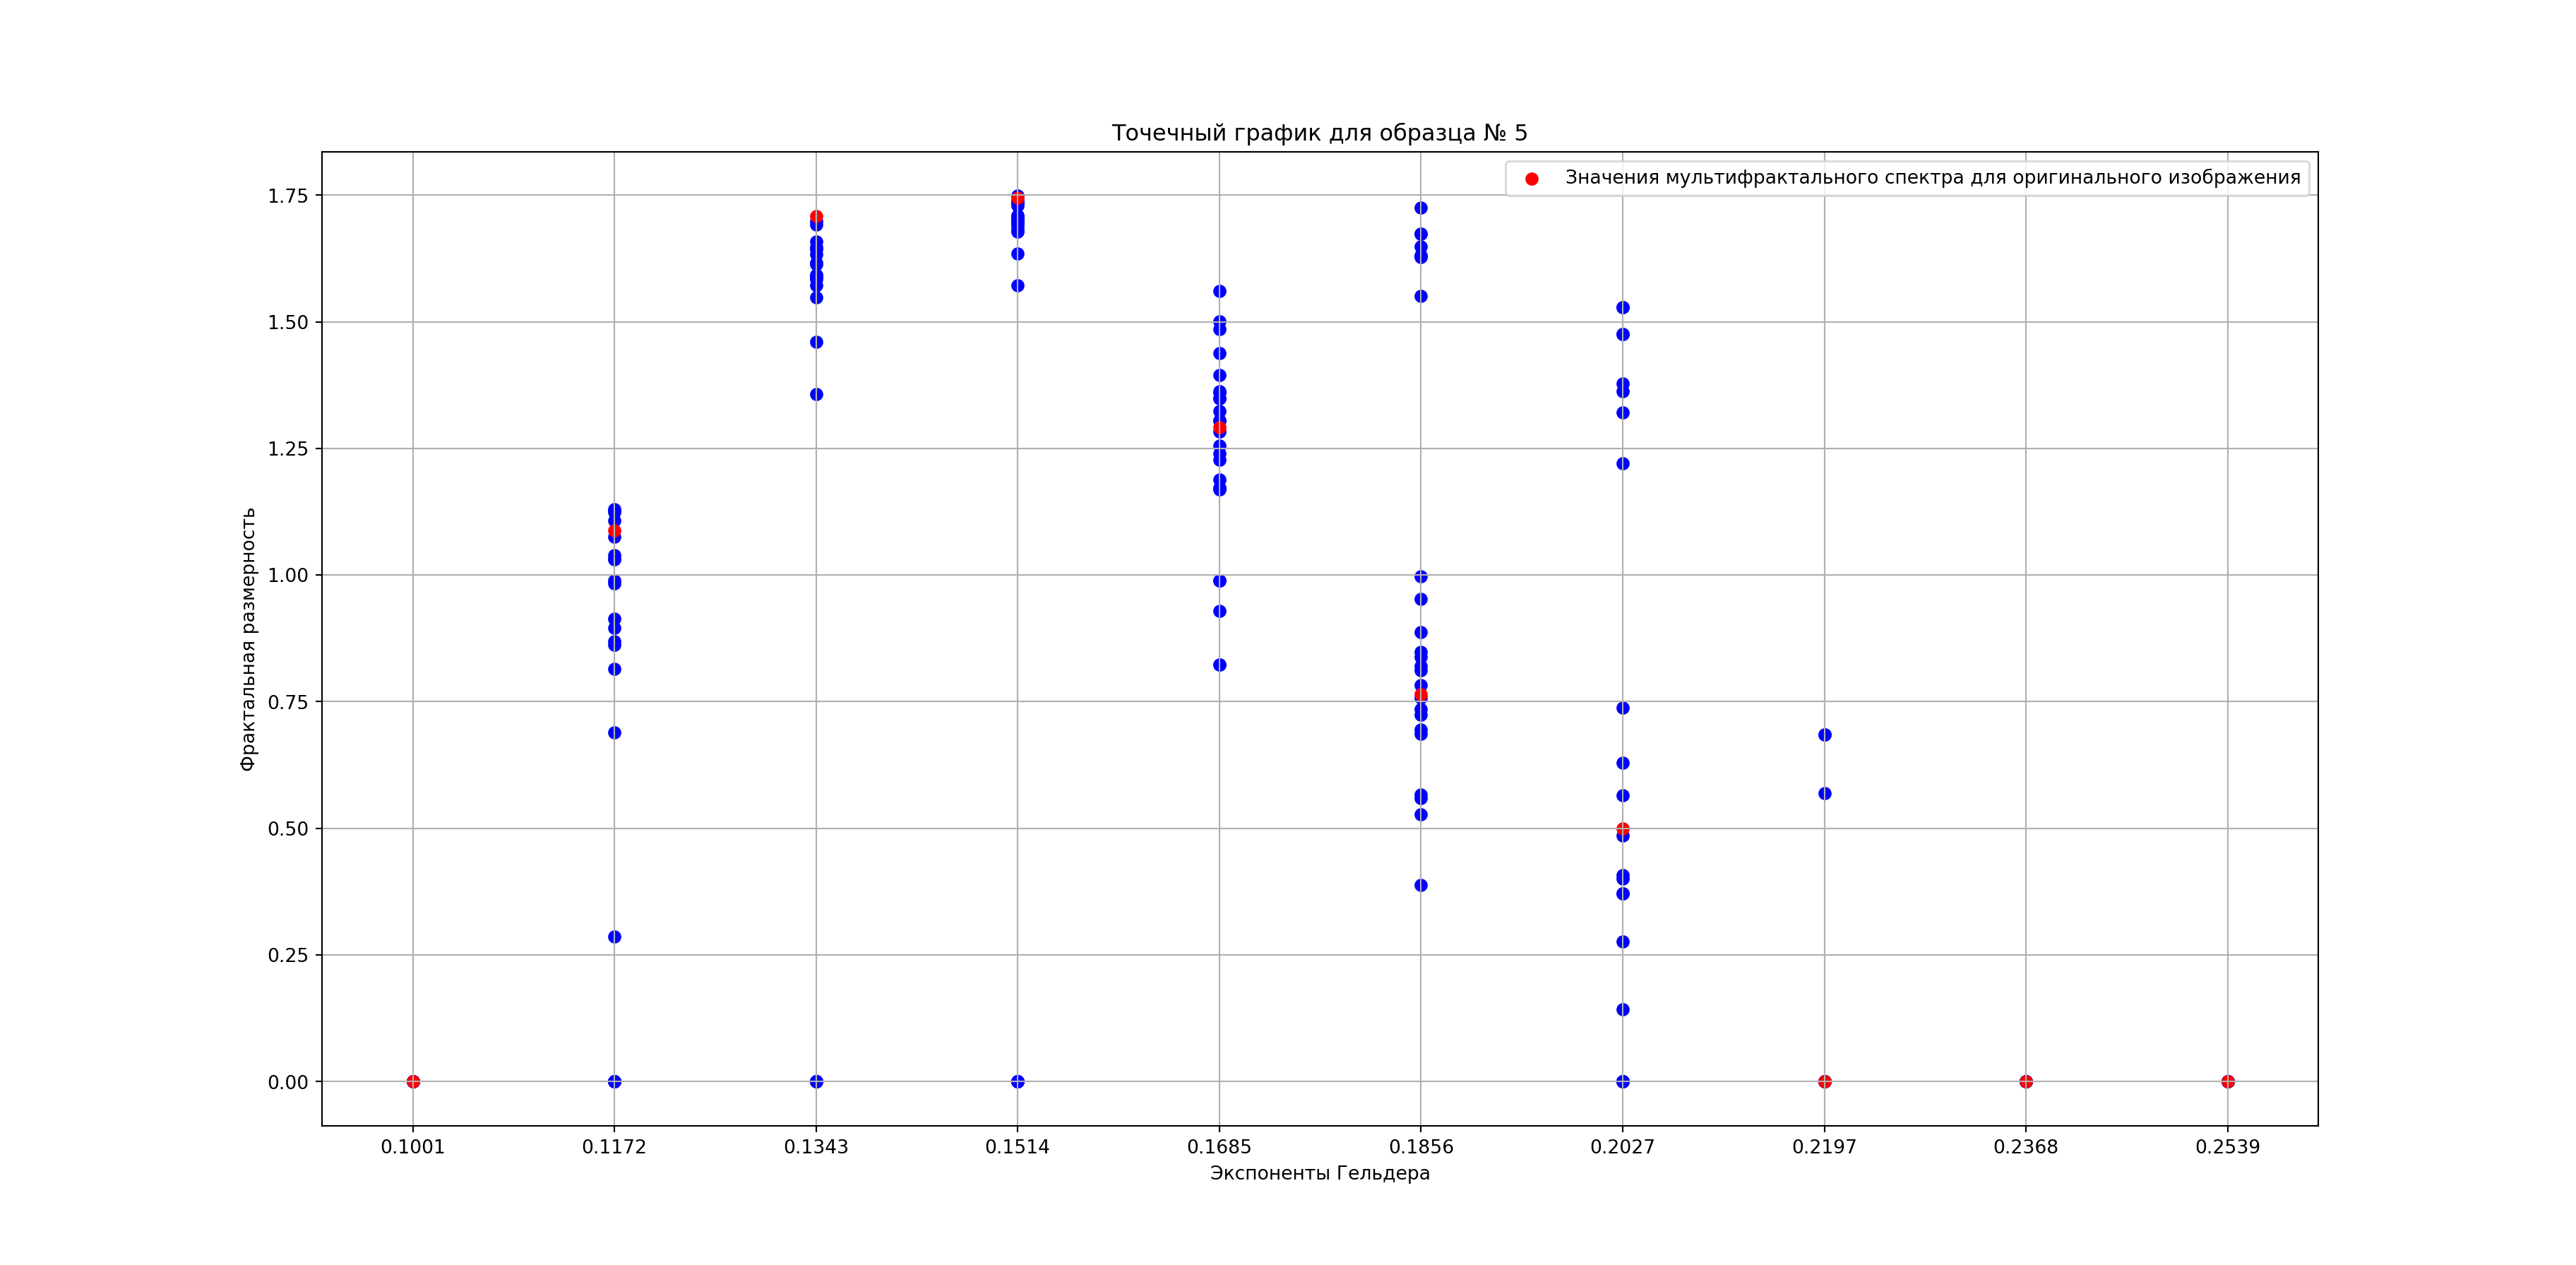 Точечный график для образца № 5
Значения мультифрактального спектра для оригинального изображения
Фрактальная размерность
1.75
1.50
1.25
1.00
0.75
0.50
0.25
0.00
0.1001 0.1172 0.1343 0.1514 0.1685 0.1856 0.2027 0.2197 0.2368 0.2539
Экспоненты Гельдера